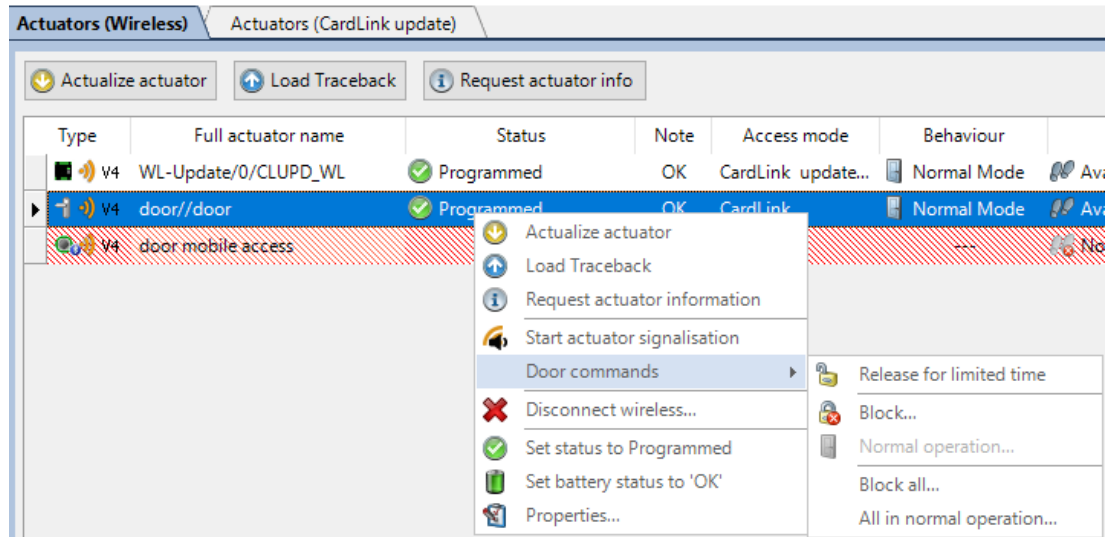 Actuators (Wireless) Actuators (CardLink update)
Actualize actuator Load Traceback Request actuator info
Type Full actuator name Status Note Access mode Behaviour
V4 WL-Update/0/CLUPD_WL Programmed OK CardLink update... Normal Mode Ava
V4 door//door Programmed OK CardLink Normal Mode Ava
V4 door mobile access --- No
Actualize actuator
Load Traceback
Request actuator information
Start actuator signalisation
Door commands
Disconnect wireless...
Set status to Programmed
Set battery status to 'OK'
Properties...
Release for limited time
Block...
Normal operation...
Block all...
All in normal operation...